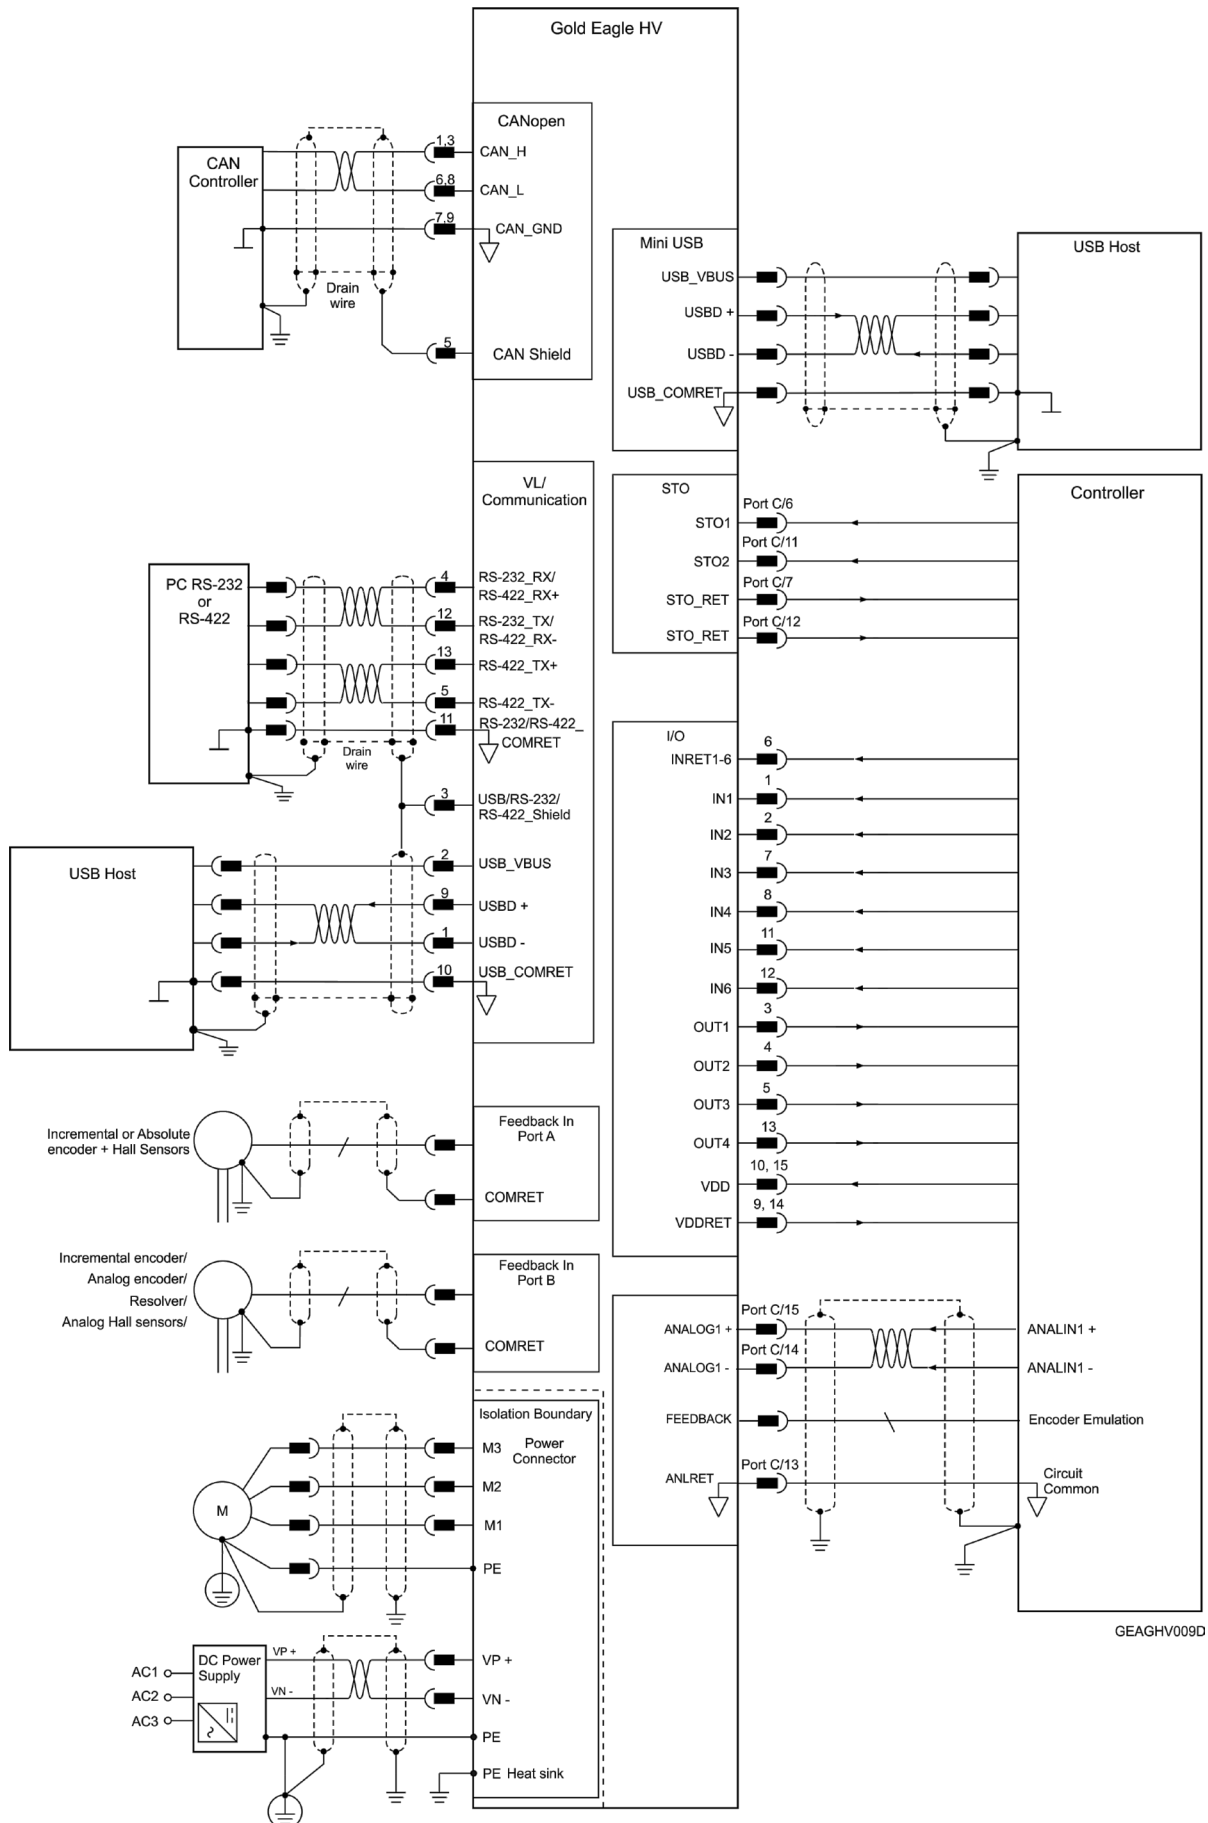 Gold Eagle HV
CANopen
CAN
Controller
1,3
CAN_H
6,8
CAN_L
7,9
CAN_GND
Drain
wire
5
CAN Shield
Mini USB
USB_VBUS
USBD +
USBD -
USB_COMRET
USB Host
VL/
Communication
PC RS-232
or
RS-422
4
RS-232_RX/
RS-422_RX+
12
RS-232_TX/
RS-422_RX-
13
RS-422_TX+
5
RS-422_TX-
11
RS-232/RS-422_
COMRET
Drain
wire
3
USB/RS-232/
RS-422_Shield
USB Host
2
USB_VBUS
9
USBD +
1
USBD -
10
USB_COMRET
STO
Port C/6
STO1
Port C/11
STO2
Port C/7
STO_RET
Port C/12
STO_RET
Controller
I/O
6
INRET1-6
1
IN1
2
IN2
7
IN3
8
IN4
11
IN5
12
IN6
3
OUT1
4
OUT2
5
OUT3
13
OUT4
10, 15
VDD
9, 14
VDDRET
Incremental or Absolute
encoder + Hall Sensors
Feedback In
Port A
COMRET
Incremental encoder/
Analog encoder/
Resolver/
Analog Hall sensors/
Feedback In
Port B
COMRET
Port C/15
ANALOG1 +
ANALIN1 +
Port C/14
ANALOG1 -
ANALIN1 -
FEEDBACK
Encoder Emulation
Port C/13
ANLRET
Circuit
Common
Isolation Boundary
Power
Connector
M
M3
M2
M1
PE
DC Power
Supply
AC1
AC2
AC3
VP +
VN -
VP +
VN -
PE
PE Heat sink
GEAGHV009D